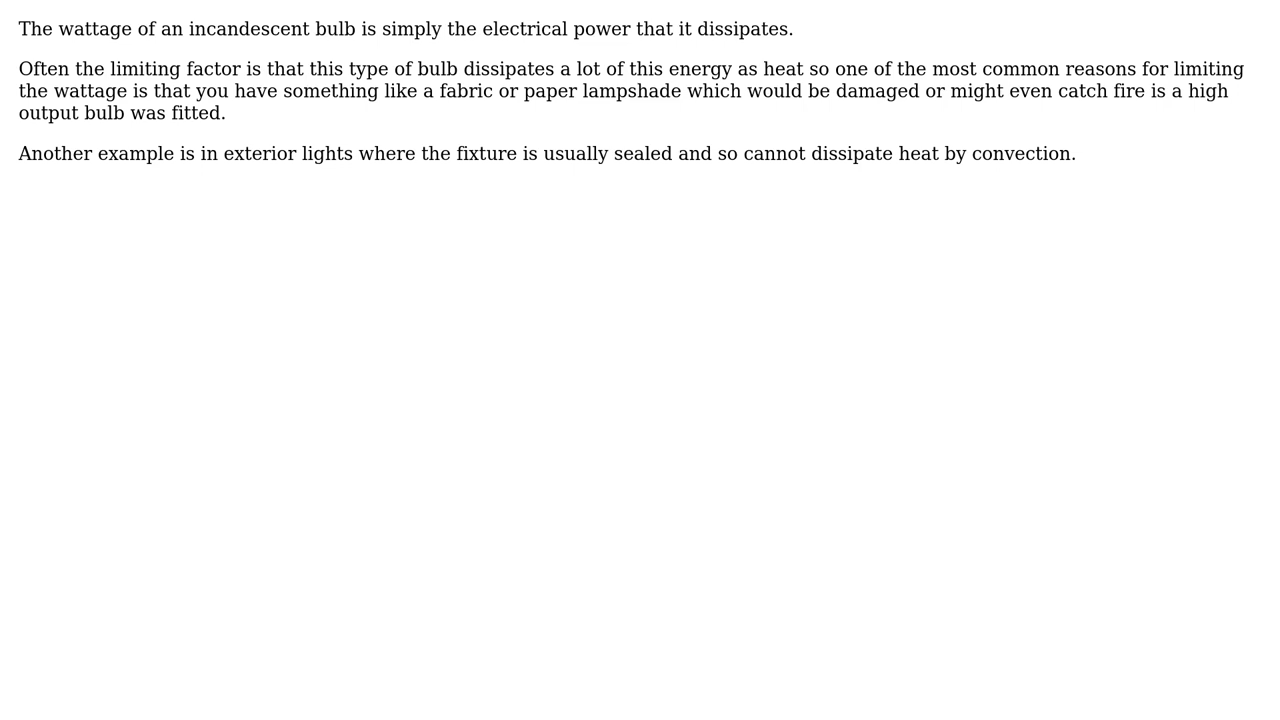 The wattage of an incandescent bulb is simply the electrical power that it dissipates.
Often the limiting factor is that this type of bulb dissipates a lot of this energy as heat so one of the most common reasons for limiting
the wattage is that you have something like a fabric or paper lampshade which would be damaged or might even catch fire is a high
output bulb was fitted.
Another example is in exterior lights where the fixture is usually sealed and so cannot dissipate heat by convection.